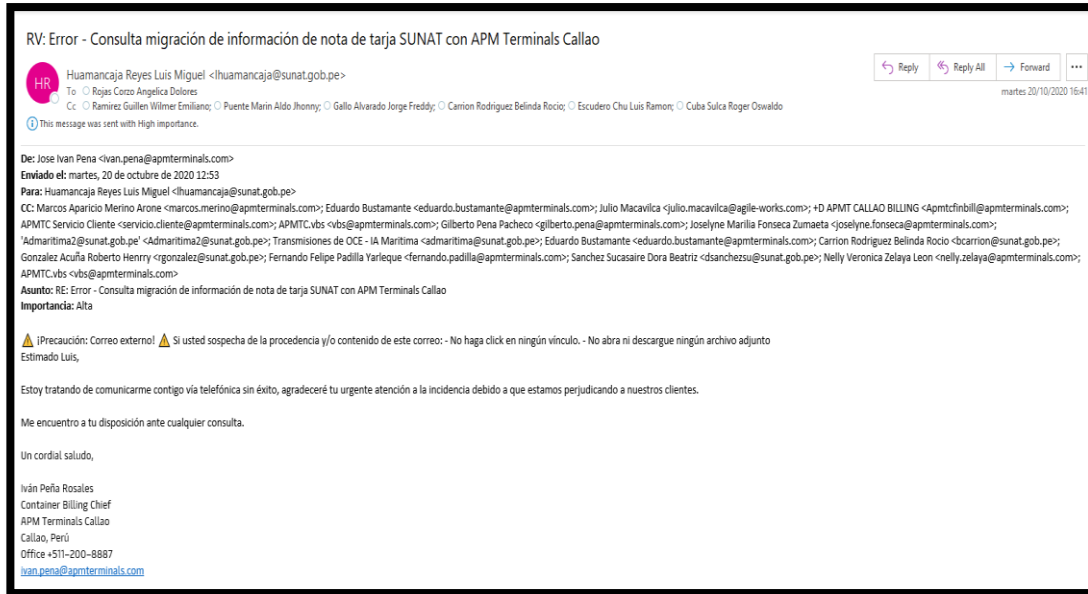 RV: Error - Consulta migración de información de nota de tarja SUNAT con APM Terminals Callao
HR
Huamancaja Reyes Luis Miguel <lhuamancaja@sunat.gob.pe>
Reply Reply All Forward ...
To Rojas Corzo Angelica Dolores
martes 20/10/2020 16:41
Cc Ramirez Guillen Wilmer Emiliano; Puente Marin Aldo Jhonny; Gallo Alvarado Jorge Freddy; Carrion Rodriguez Belinda Rocio; Escudero Chu Luis Ramon; Cuba Sulca Roger Oswaldo
This message was sent with High importance.
De: Jose Ivan Pena <ivan.pena@apmterminals.com>
Enviado el: martes, 20 de octubre de 2020 12:53
Para: Huamancaja Reyes Luis Miguel <lhuamancaja@sunat.gob.pe>
CC: Marcos Aparicio Merino Arone <marcos.merino@apmterminals.com>; Eduardo Bustamante <eduardo.bustamante@apmterminals.com>; Julio Macavilca <julio.macavilca@agile-works.com>; +D APMT CALLAO BILLING <Apmtcfinbill@apmterminals.com>;
APMTC Servicio Cliente <servicio.cliente@apmterminals.com>; APMTC.vbs <vbs@apmterminals.com>; Gilberto Pena Pacheco <gilberto.pena@apmterminals.com>; Joselyne Marilia Fonseca Zumaeta <joselyne.fonseca@apmterminals.com>;
'Admaritima2@sunat.gob.pe' <Admaritima2@sunat.gob.pe>; Transmisiones de OCE - IA Maritima <admaritima@sunat.gob.pe>; Eduardo Bustamante <eduardo.bustamante@apmterminals.com>; Carrion Rodriguez Belinda Rocio <bcarrion@sunat.gob.pe>;
Gonzalez Acuña Roberto Henrry <rgonzalez@sunat.gob.pe>; Fernando Felipe Padilla Yarleque <fernando.padilla@apmterminals.com>; Sanchez Sucasaire Dora Beatriz <dsanchezsu@sunat.gob.pe>; Nelly Veronica Zelaya Leon <nelly.zelaya@apmterminals.com>;
APMTC.vbs <vbs@apmterminals.com>
Asunto: RE: Error - Consulta migración de información de nota de tarja SUNAT con APM Terminals Callao
Importancia: Alta
⚠ ¡Precaución: Correo externo! ⚠ Si usted sospecha de la procedencia y/o contenido de este correo: - No haga click en ningún vínculo. - No abra ni descargue ningún archivo adjunto
Estimado Luis,
Estoy tratando de comunicarme contigo vía telefónica sin éxito, agradeceré tu urgente atención a la incidencia debido a que estamos perjudicando a nuestros clientes.
Me encuentro a tu disposición ante cualquier consulta.
Un cordial saludo,
Iván Peña Rosales
Container Billing Chief
APM Terminals Callao
Callao, Perú
Office +511–200–8887
ivan.pena@apmterminals.com